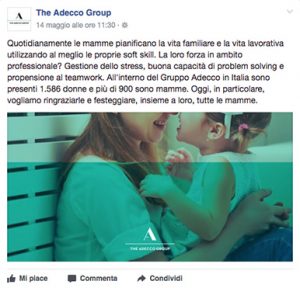 The Adecco Group
14 maggio alle ore 11:30 ·
Quotidianamente le mamme pianificano la vita familiare e la vita lavorativa
utilizzando al meglio le proprie soft skill. La loro forza in ambito
professionale? Gestione dello stress, buona capacità di problem solving e
propensione al teamwork. All'interno del Gruppo Adecco in Italia sono
presenti 1.586 donne e più di 900 sono mamme. Oggi, in particolare,
vogliamo ringraziarle e festeggiare, insieme a loro, tutte le mamme.
A
THE ADECCO GROUP
Mi piace Commenta Condividi